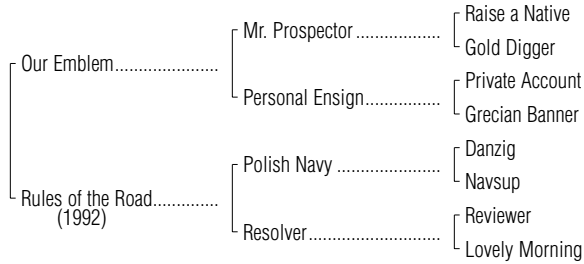 Raise a Native
Mr. Prospector ...................
Gold Digger
Our Emblem.......................
Private Account
Personal Ensign.................
Grecian Banner
Danzig
Polish Navy .......................
Navsup
Rules of the Road..............
(1992)
Reviewer
Resolver.............................
Lovely Morning